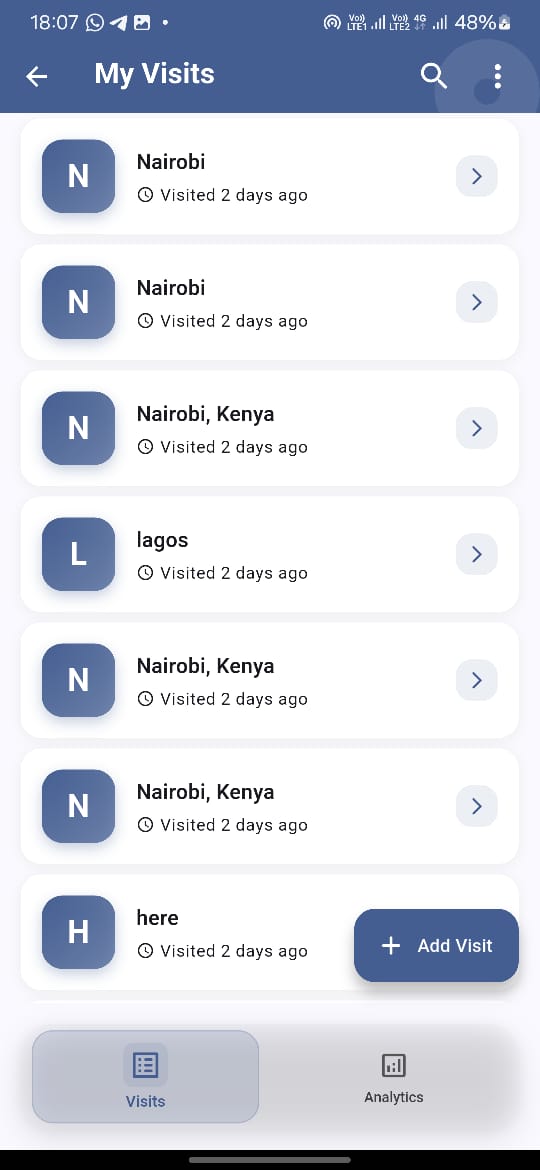 18:07
Vo)) LTE1 Vo)) LTE2 4G 48%
My Visits
N
Nairobi
Visited 2 days ago
N
Nairobi
Visited 2 days ago
N
Nairobi, Kenya
Visited 2 days ago
L
lagos
Visited 2 days ago
N
Nairobi, Kenya
Visited 2 days ago
N
Nairobi, Kenya
Visited 2 days ago
H
here
Visited 2 days ago
+ Add Visit
Visits
Analytics